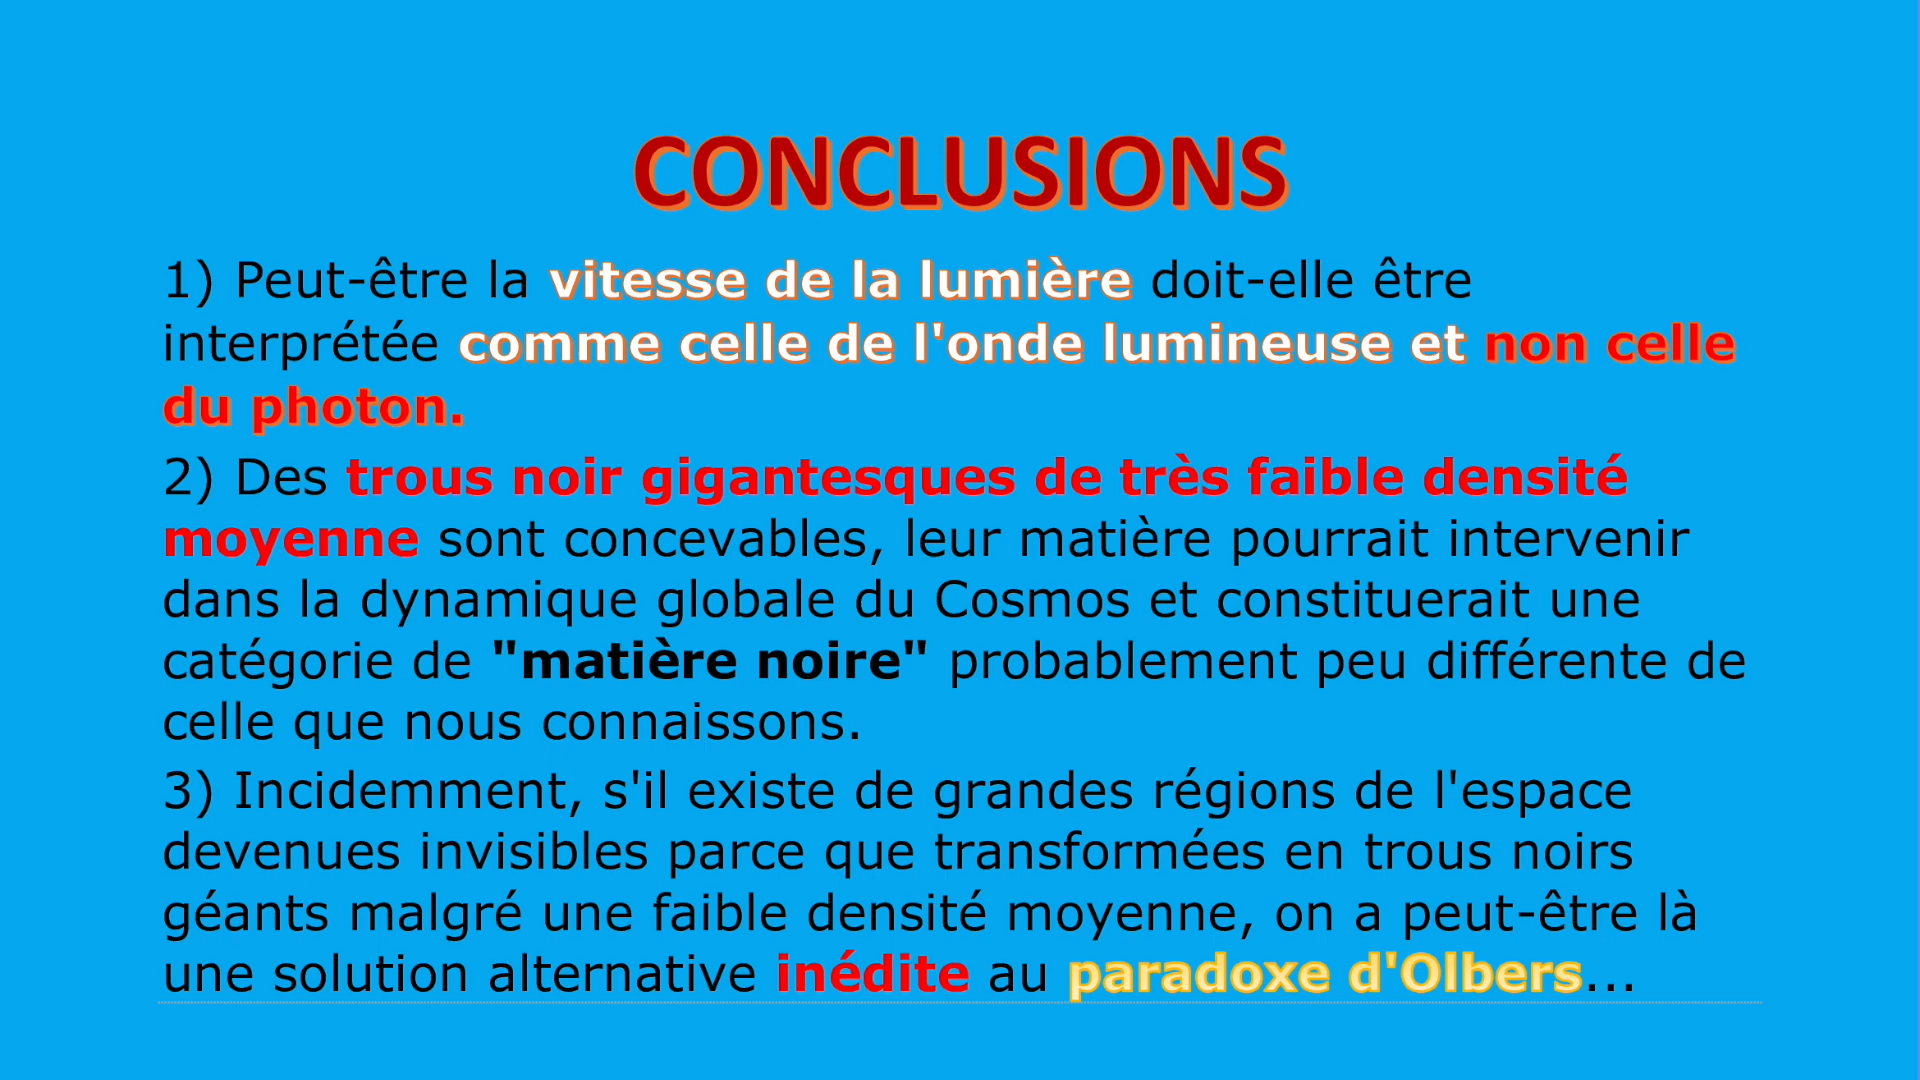 CONCLUSIONS
1) Peut-être la vitesse de la lumière doit-elle être
interprétée comme celle de l'onde lumineuse et non celle
du photon.
2) Des trous noir gigantesques de très faible densité
moyenne sont concevables, leur matière pourrait intervenir
dans la dynamique globale du Cosmos et constituerait une
catégorie de "matière noire" probablement peu différente de
celle que nous connaissons.
3) Incidemment, s'il existe de grandes régions de l'espace
devenues invisibles parce que transformées en trous noirs
géants malgré une faible densité moyenne, on a peut-être là
une solution alternative inédite au paradoxe d'Olbers...